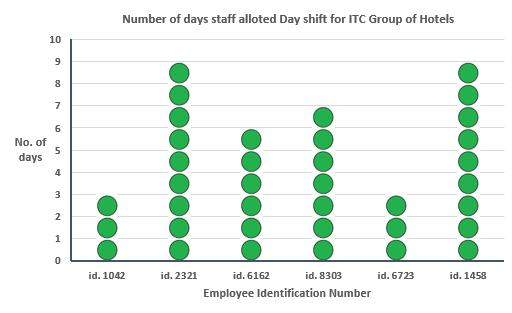 Number of days staff alloted Day shift for ITC Group of Hotels
10
9
8
7
6
5
4
3
2
1
0
No. of
days
id. 1042 id. 2321 id. 6162 id. 8303 id. 6723 id. 1458
Employee Identification Number